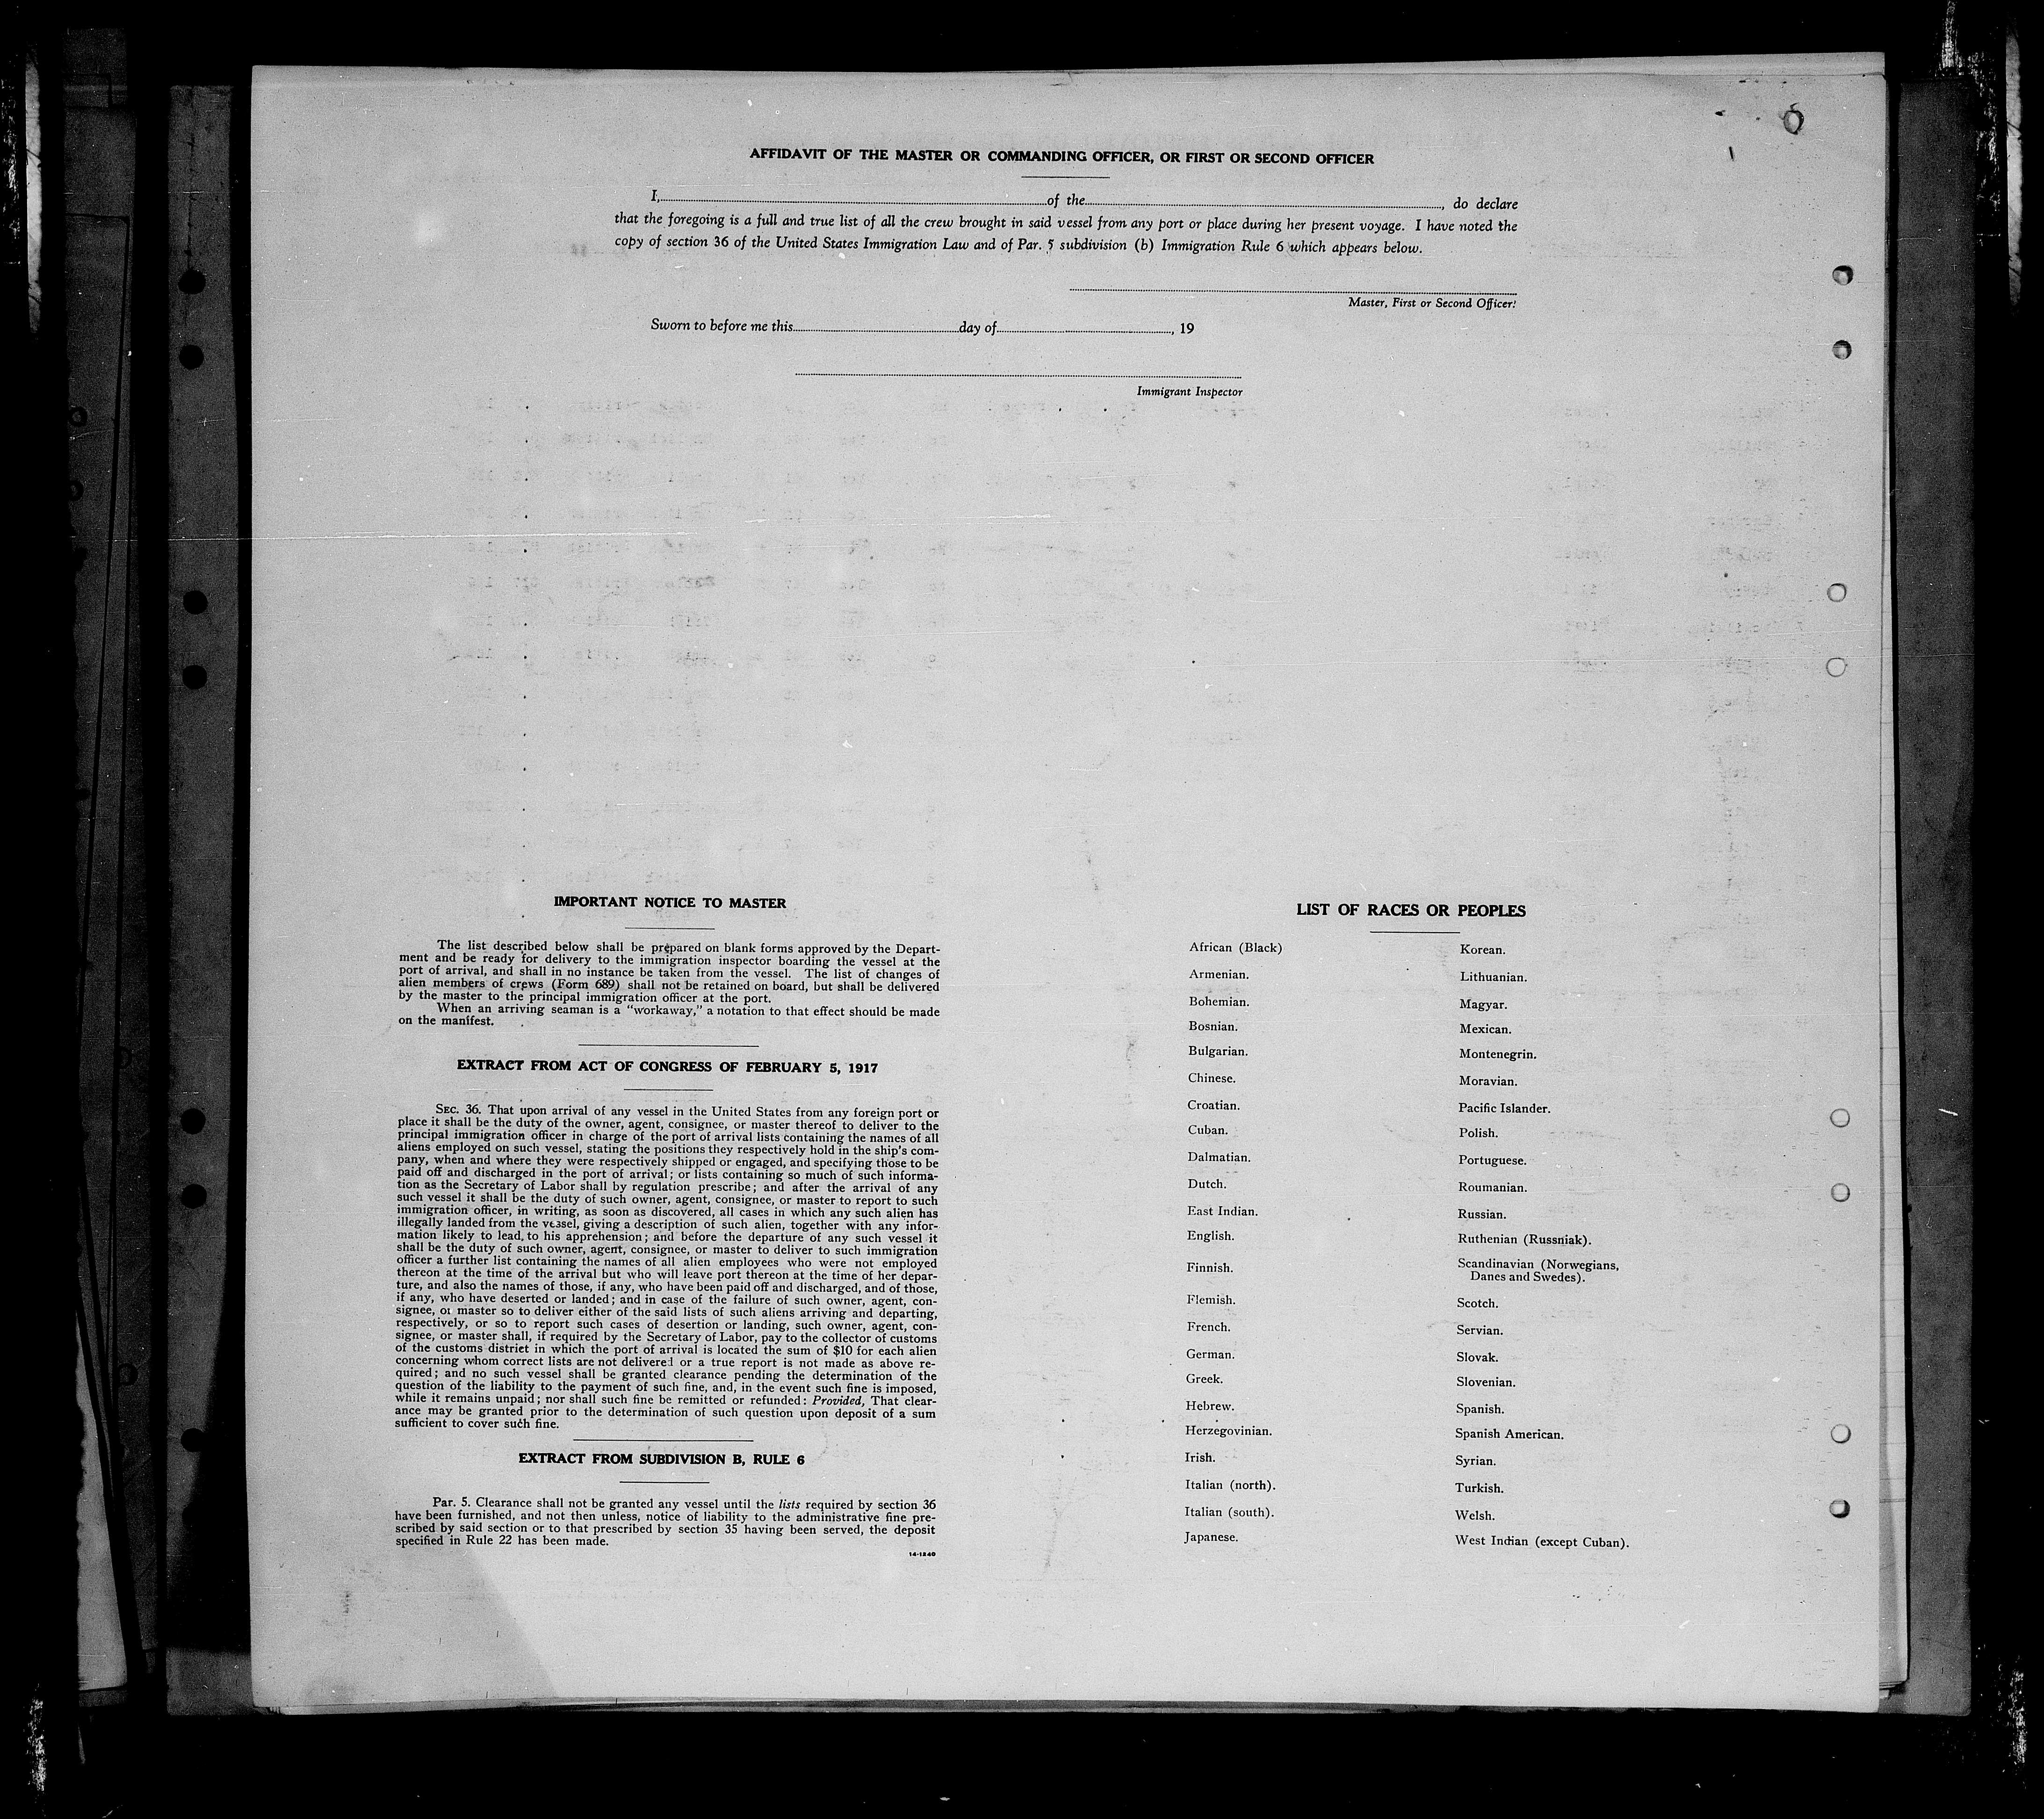 AFFIDAVIT OF THE MASTER OR COMMANDING OFFICER, OR FIRST OR SECOND OFFICER
I, of the , do declare
that the foregoing is a full and true list of all the crew brought in said vessel from any port or place during her present voyage. I have noted the
copy of section 36 of the United States Immigration Law and of Par. 5 subdivision (b) Immigration Rule 6 which appears below.
Master, First or Second Officer.
Sworn to before me this day of , 19
Immigrant Inspector
IMPORTANT NOTICE TO MASTER
The list described below shall be prepared on blank forms approved by the Depart-
ment and be ready for delivery to the immigration inspector boarding the vessel at the
port of arrival, and shall in no instance be taken from the vessel. The list of changes of
alien members of crews (Form 689) shall not be retained on board, but shall be delivered
by the master to the principal immigration officer at the port.
When an arriving seaman is a "workaway," a notation to that effect should be made
on the manifest.
EXTRACT FROM ACT OF CONGRESS OF FEBRUARY 5, 1917
SEC. 36. That upon arrival of any vessel in the United States from any foreign port or
place it shall be the duty of the owner, agent, consignee, or master thereof to deliver to the
principal immigration officer in charge of the port of arrival lists containing the names of all
aliens employed on such vessel, stating the positions they respectively hold in the ship's com-
pany, when and where they were respectively shipped or engaged, and specifying those to be
paid off and discharged in the port of arrival; or lists containing so much of such informa-
tion as the Secretary of Labor shall by regulation prescribe; and after the arrival of any
such vessel it shall be the duty of such owner, agent, consignee, or master to report to such
immigration officer, in writing, as soon as discovered, all cases in which any such alien has
illegally landed from the vessel, giving a description of such alien, together with any infor-
mation likely to lead to his apprehension; and before the departure of any such vessel it
shall be the duty of such owner, agent, consignee, or master to deliver to such immigration
officer a further list containing the names of all alien employees who were not employed
thereon at the time of the arrival but who will leave port thereon at the time of her depar-
ture, and also the names of those, if any, who have been paid off and discharged, and of those,
if any, who have deserted or landed; and in case of the failure of such owner, agent, con-
signee, or master so to deliver either of the said lists of such aliens arriving and departing,
respectively, or so to report such cases of desertion or landing, such owner, agent, con-
signee, or master shall, if required by the Secretary of Labor, pay to the collector of customs
of the customs district in which the port of arrival is located the sum of $10 for each alien
concerning whom correct lists are not delivered or a true report is not made as above re-
quired; and no such vessel shall be granted clearance pending the determination of the
question of the liability to the payment of such fine, and, in the event such fine is imposed,
while it remains unpaid; nor shall such fine be remitted or refunded: Provided, That clear-
ance may be granted prior to the determination of such question upon deposit of a sum
sufficient to cover such fine.
EXTRACT FROM SUBDIVISION B, RULE 6
Par. 5. Clearance shall not be granted any vessel until the lists required by section 36
have been furnished, and not then unless, notice of liability to the administrative fine pre-
scribed by said section or to that prescribed by section 35 having been served, the deposit
specified in Rule 22 has been made.
14-1240
LIST OF RACES OR PEOPLES
African (Black)
Armenian.
Bohemian.
Bosnian.
Bulgarian.
Chinese.
Croatian.
Cuban.
Dalmatian.
Dutch.
East Indian.
English.
Finnish.
Flemish.
French.
German.
Greek.
Hebrew.
Herzegovinian.
Irish.
Italian (north).
Italian (south).
Japanese.
Korean.
Lithuanian.
Magyar.
Mexican.
Montenegrin.
Moravian.
Pacific Islander.
Polish.
Portuguese.
Roumanian.
Russian.
Ruthenian (Russniak).
Scandinavian (Norwegians,
Danes and Swedes).
Scotch.
Servian.
Slovak.
Slovenian.
Spanish.
Spanish American.
Syrian.
Turkish.
Welsh.
West Indian (except Cuban).